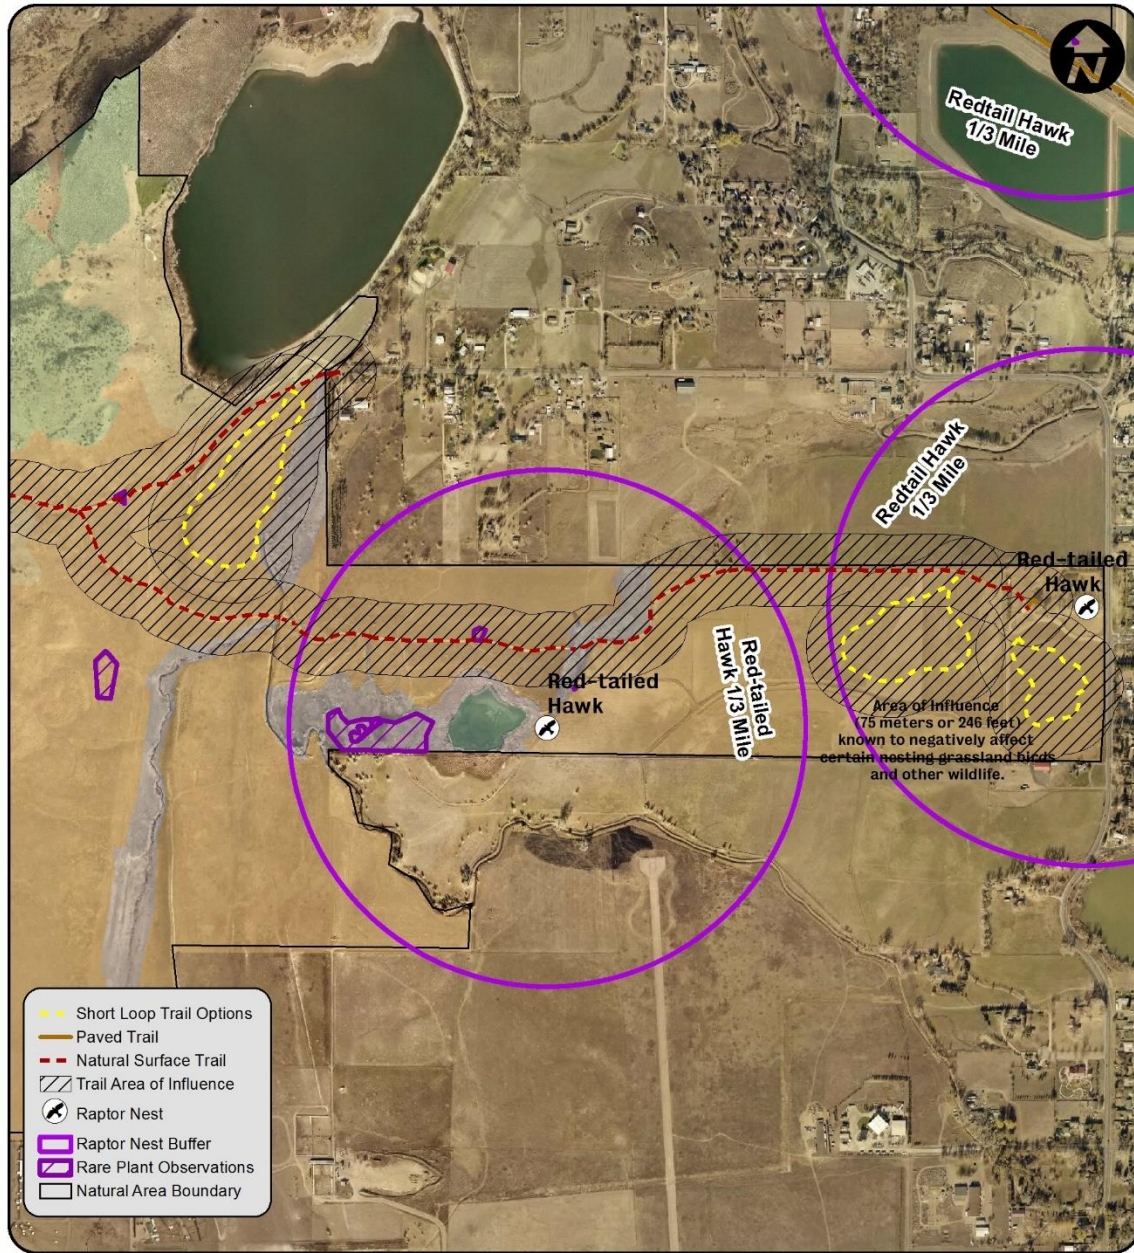 N
Redtail Hawk
1/3 Mile
Redtail Hawk
1/3 Mile
Red-tailed
Hawk
Red-tailed
Hawk 1/3 Mile
Red-tailed
Hawk
Area of Influence
(75 meters or 246 feet)
known to negatively affect
certain nesting grassland birds
and other wildlife.
Short Loop Trail Options
Paved Trail
Natural Surface Trail
Trail Area of Influence
Raptor Nest
Raptor Nest Buffer
Rare Plant Observations
Natural Area Boundary